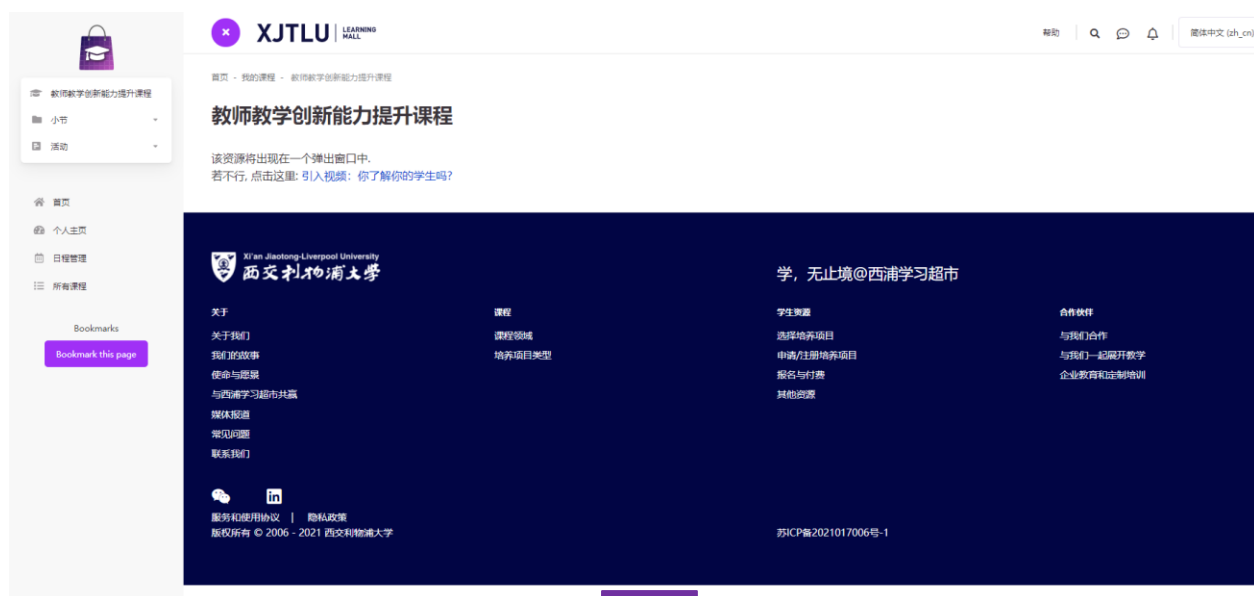 XJTLU LEARNING MALL
帮助
简体中文 (zh_cn)
教师教学创新能力提升课程
小节
活动
首页
个人主页
日程管理
所有课程
Bookmarks
Bookmark this page
首页 - 我的课程 - 教师教学创新能力提升课程
教师教学创新能力提升课程
该资源将出现在一个弹出窗口中.
若不行, 点击这里: 引入视频：你了解你的学生吗?
Xi'an Jiaotong-Liverpool University
西交利物浦大学
学，无止境@西浦学习超市
关于
关于我们
我们的故事
使命与愿景
与西浦学习超市共赢
媒体报道
常见问题
联系我们
课程
课程领域
培养项目类型
学生资源
选择培养项目
申请/注册培养项目
报名与付费
其他资源
合作伙伴
与我们合作
与我们一起展开教学
企业教育和定制培训
服务和使用协议 | 隐私政策
版权所有 © 2006 - 2021 西交利物浦大学
苏ICP备2021017006号-1